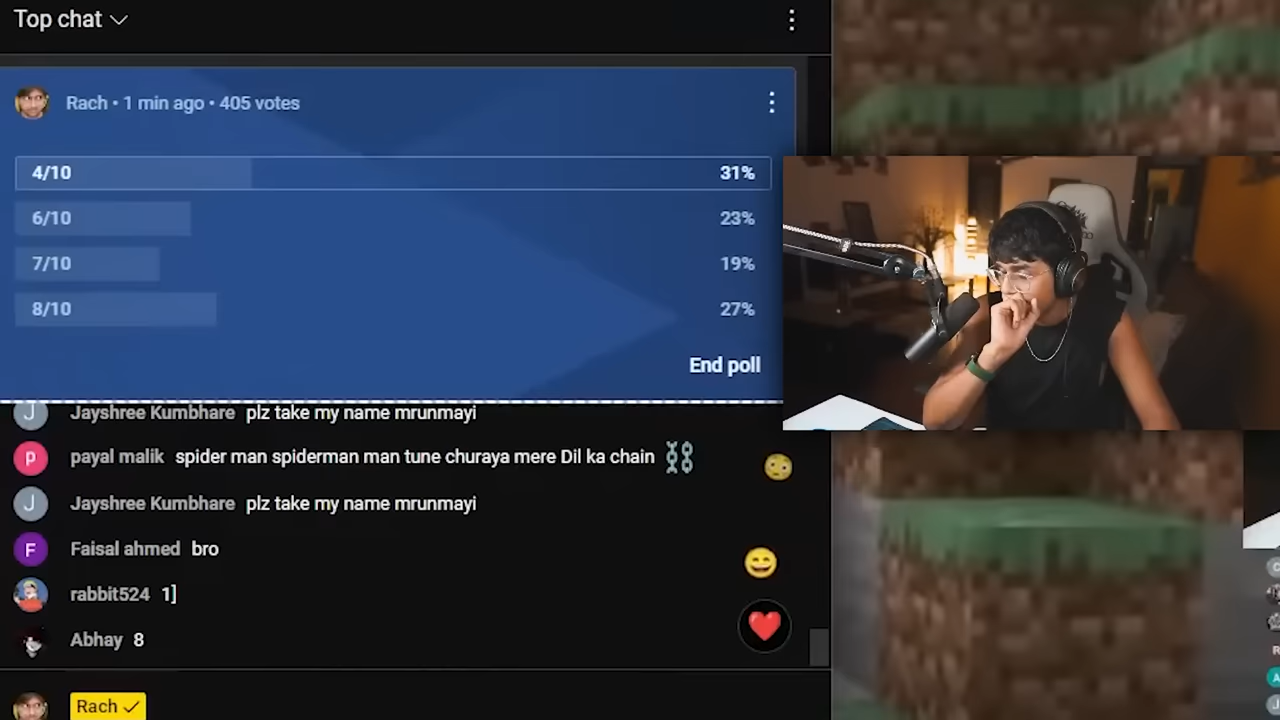 Top chat
Rach • 1 min ago • 405 votes
4/10 31%
6/10 23%
7/10 19%
8/10 27%
End poll
J Jayshree Kumbhare plz take my name mrunmayi
P payal malik spider man spiderman man tune churaya mere Dil ka chain
J Jayshree Kumbhare plz take my name mrunmayi
F Faisal ahmed bro
rabbit524 1]
Abhay 8
Rach